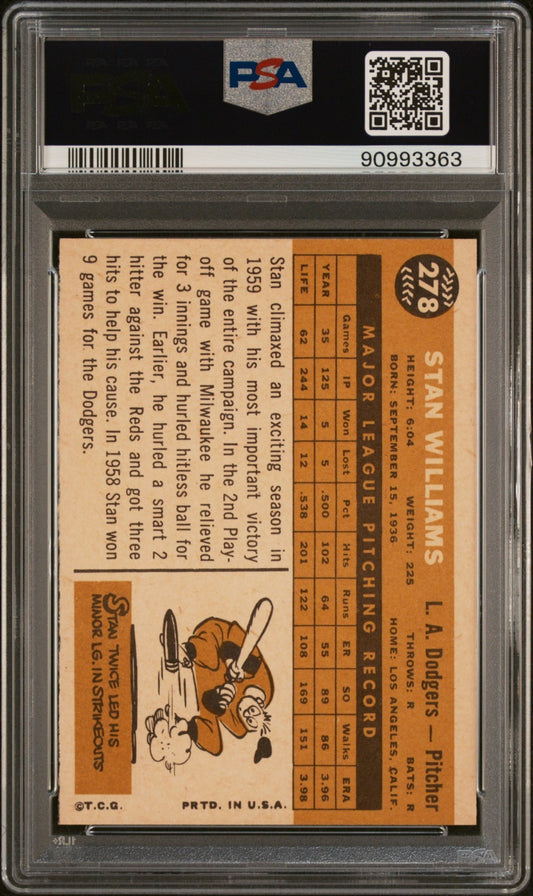 PSA
90993363
278
STAN WILLIAMS L. A. Dodgers — Pitcher
HEIGHT: 6:04 WEIGHT: 225 THROWS: R BATS: R
BORN: SEPTEMBER 15, 1936 HOME: LOS ANGELES, CALIF.
MAJOR LEAGUE PITCHING RECORD
Games IP Won Lost Pct Hits Runs ER SO Walks ERA
YEAR 35 125 5 5 .500 102 64 55 89 86 3.96
LIFE 62 244 14 12 .538 201 122 108 169 151 3.98
Stan climaxed an exciting season in
1959 with his most important victory
of the entire campaign. In the 2nd Play-
off game with Milwaukee he relieved
for 3 innings and hurled hitless ball for
the win. Earlier, he hurled a smart 2
hitter against the Reds and got three
hits to help his cause. In 1958 Stan won
9 games for the Dodgers.
STAN TWICE LED HIS
MINOR LG. IN STRIKEOUTS
©T.C.G. PRTD. IN U.S.A.